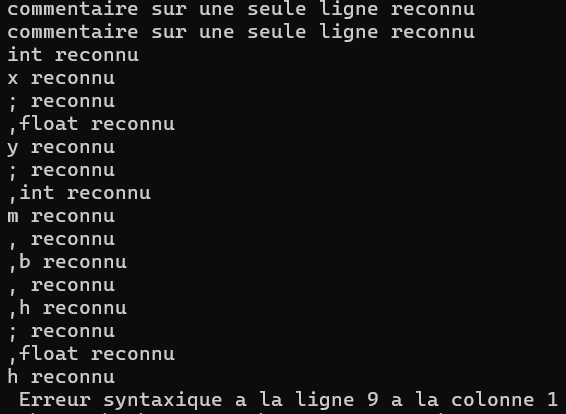 commentaire sur une seule ligne reconnu
commentaire sur une seule ligne reconnu
int reconnu
x reconnu
; reconnu
,float reconnu
y reconnu
; reconnu
,int reconnu
m reconnu
, reconnu
,b reconnu
, reconnu
,h reconnu
; reconnu
,float reconnu
h reconnu
 Erreur syntaxique a la ligne 9 a la colonne 1